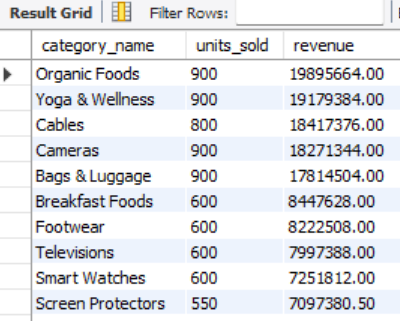 Result Grid Filter Rows:
category_name units_sold revenue
Organic Foods 900 19895664.00
Yoga & Wellness 900 19179384.00
Cables 800 18417376.00
Cameras 900 18271344.00
Bags & Luggage 900 17814504.00
Breakfast Foods 600 8447628.00
Footwear 600 8222508.00
Televisions 600 7997388.00
Smart Watches 600 7251812.00
Screen Protectors 550 7097380.50